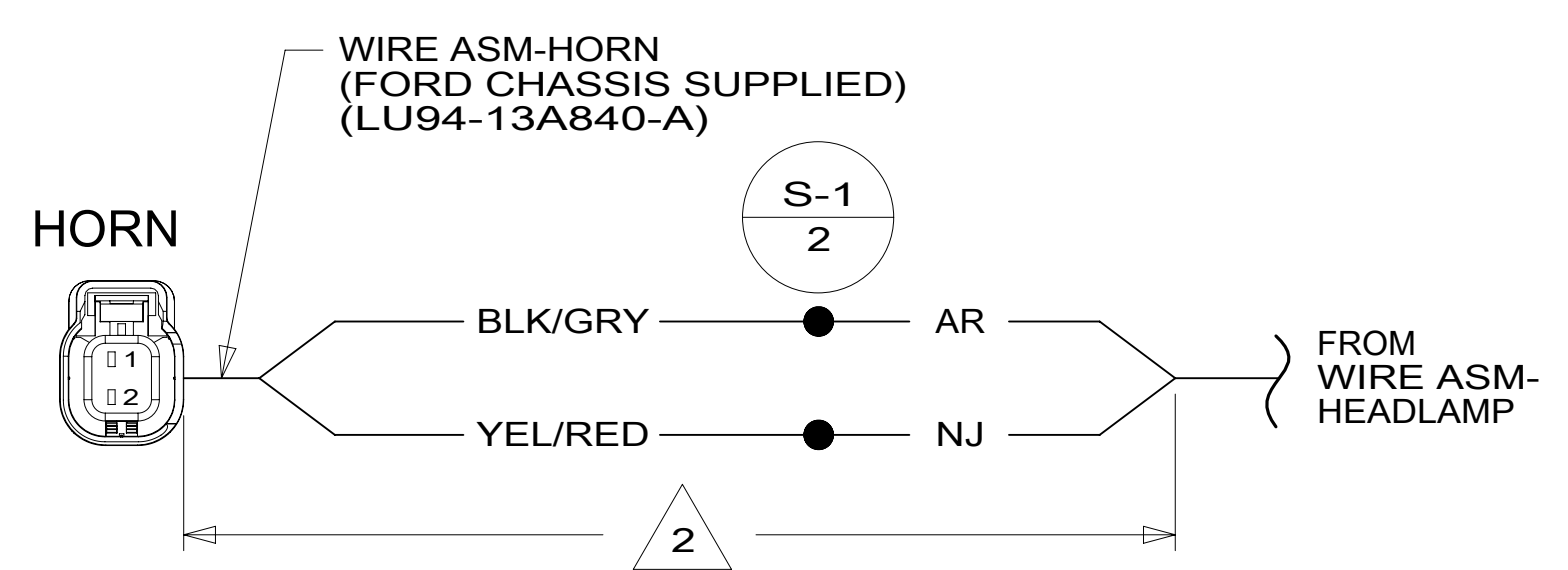 WIRE ASM-HORN
(FORD CHASSIS SUPPLIED)
(LU94-13A840-A)
S-1
2
HORN
1
2
BLK/GRY
AR
YEL/RED
NJ
FROM
WIRE ASM-
HEADLAMP
2